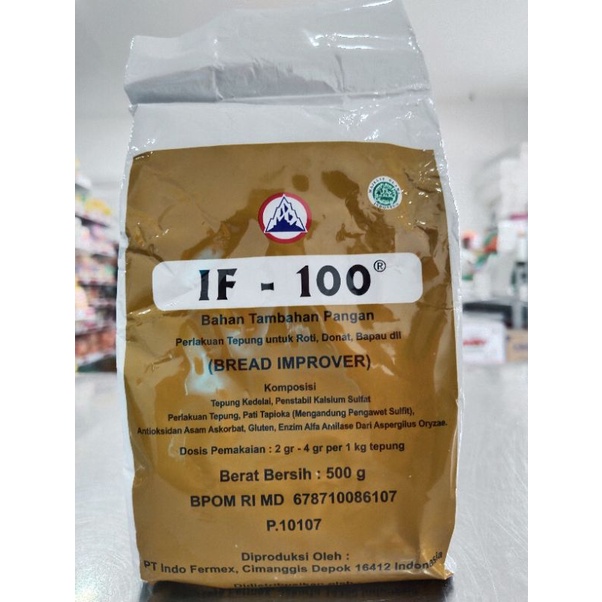 IF - 100®
Bahan Tambahan Pangan
Perlakuan Tepung untuk Roti, Donat, Bapau dll
(BREAD IMPROVER)
Komposisi
Tepung Kedelai, Penstabil Kalsium Sulfat
Perlakuan Tepung, Pati Tapioka (Mengandung Pengawet Sulfit),
Antioksidan Asam Askorbat, Gluten, Enzim Alfa Amilase Dari Aspergilus Oryzae.
Dosis Pemakaian : 2 gr - 4 gr per 1 kg tepung
Berat Bersih : 500 g
BPOM RI MD 678710086107
P.10107
Diproduksi Oleh :
PT Indo Fermex, Cimanggis Depok 16412 Indonesia